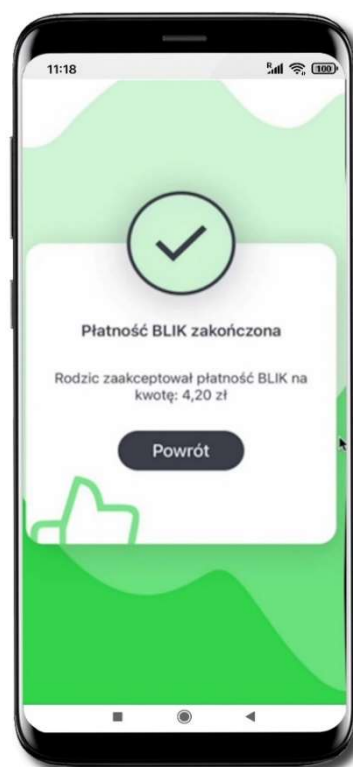 11:18
R
100
Płatność BLIK zakończona
Rodzic zaakceptował płatność BLIK na
kwotę: 4,20 zł
Powrót